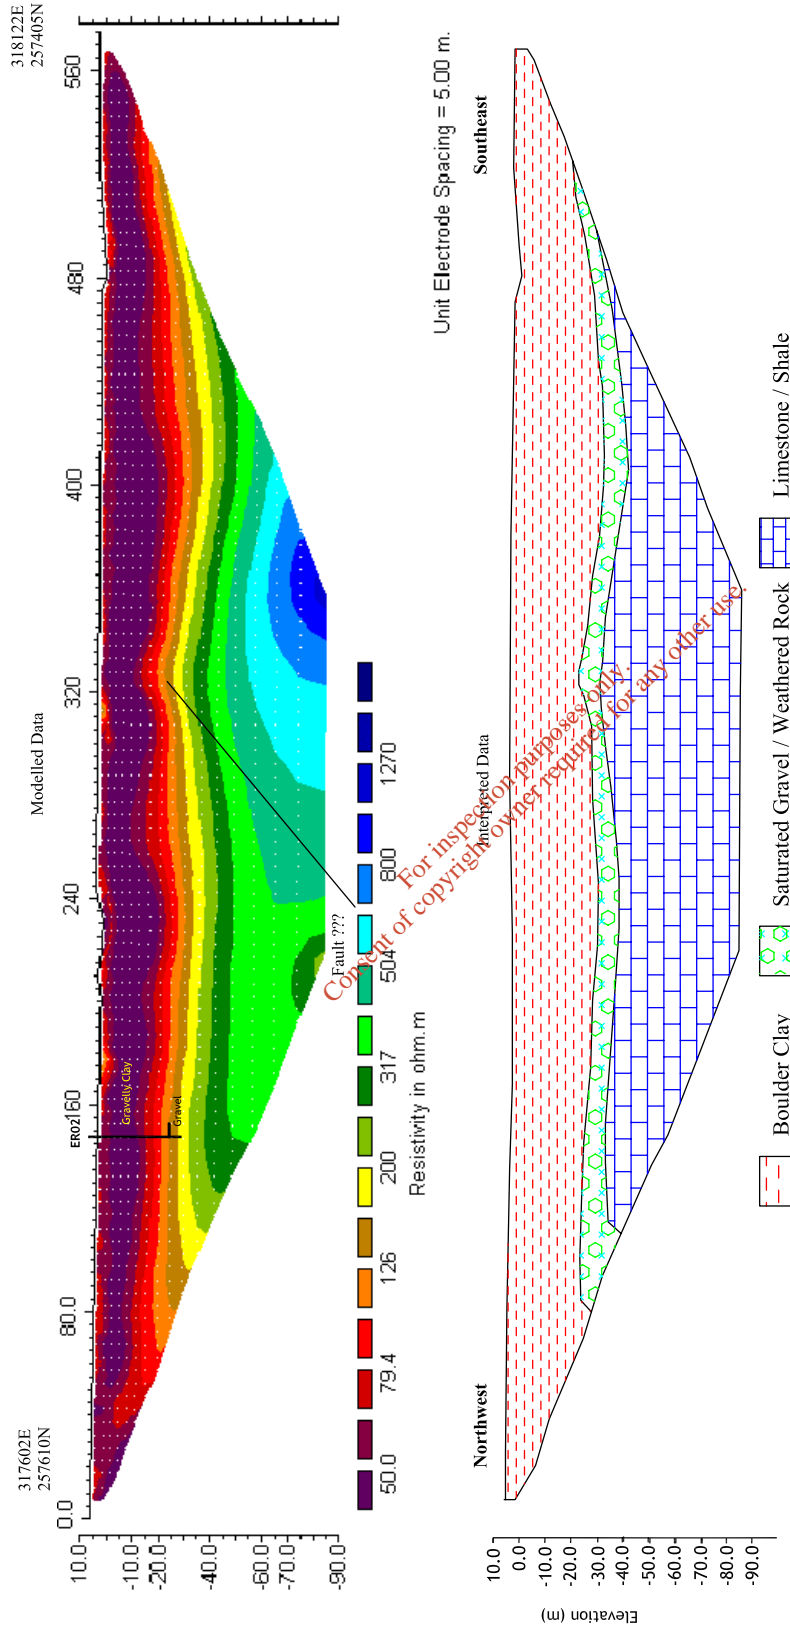 317602E
257610N
Modelled Data
318122E
257405N
0.0
80.0
160
240
320
400
480
560
10.0
-10.0
-20.0
-40.0
-60.0
-70.0
-90.0
ER02
Gravelly Clay
Gravel
Fault ???
50.0
79.4
126
200
317
504
800
1270
Resistivity in ohm.m
Unit Electrode Spacing = 5.00 m.
Northwest
Interpreted Data
Southeast
10.0
0.0
-10.0
-20.0
-30.0
-40.0
-50.0
-60.0
-70.0
-80.0
-90.0
Elevation (m)
For inspection purposes only.
Consent of copyright owner required for any other use.
Boulder Clay
Saturated Gravel / Weathered Rock
Limestone / Shale